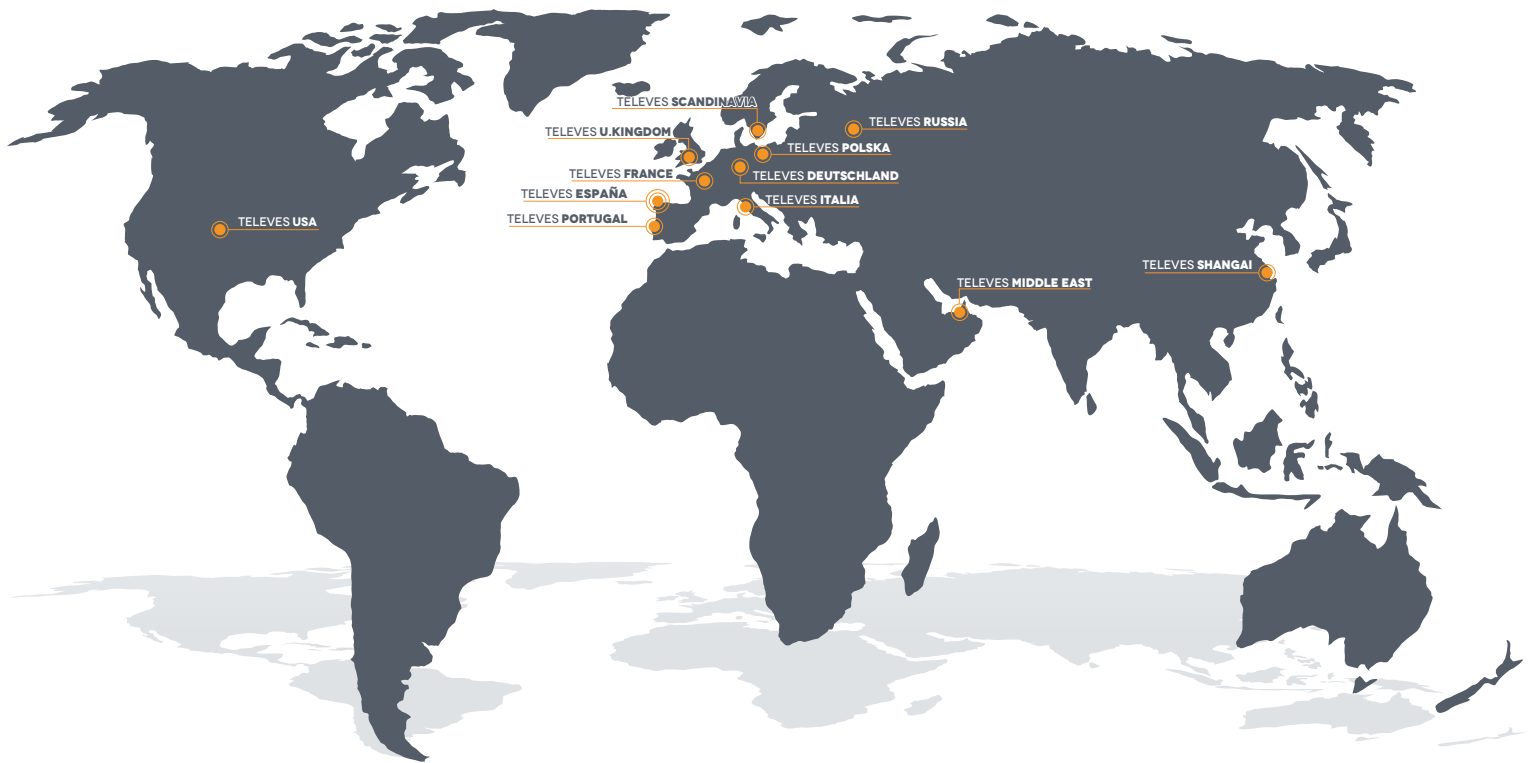 TELEVES SCANDINAVIA
TELEVES RUSSIA
TELEVES U.KINGDOM
TELEVES POLSKA
TELEVES FRANCE
TELEVES DEUTSCHLAND
TELEVES ESPAÑA
TELEVES ITALIA
TELEVES PORTUGAL
TELEVES USA
TELEVES SHANGAI
TELEVES MIDDLE EAST